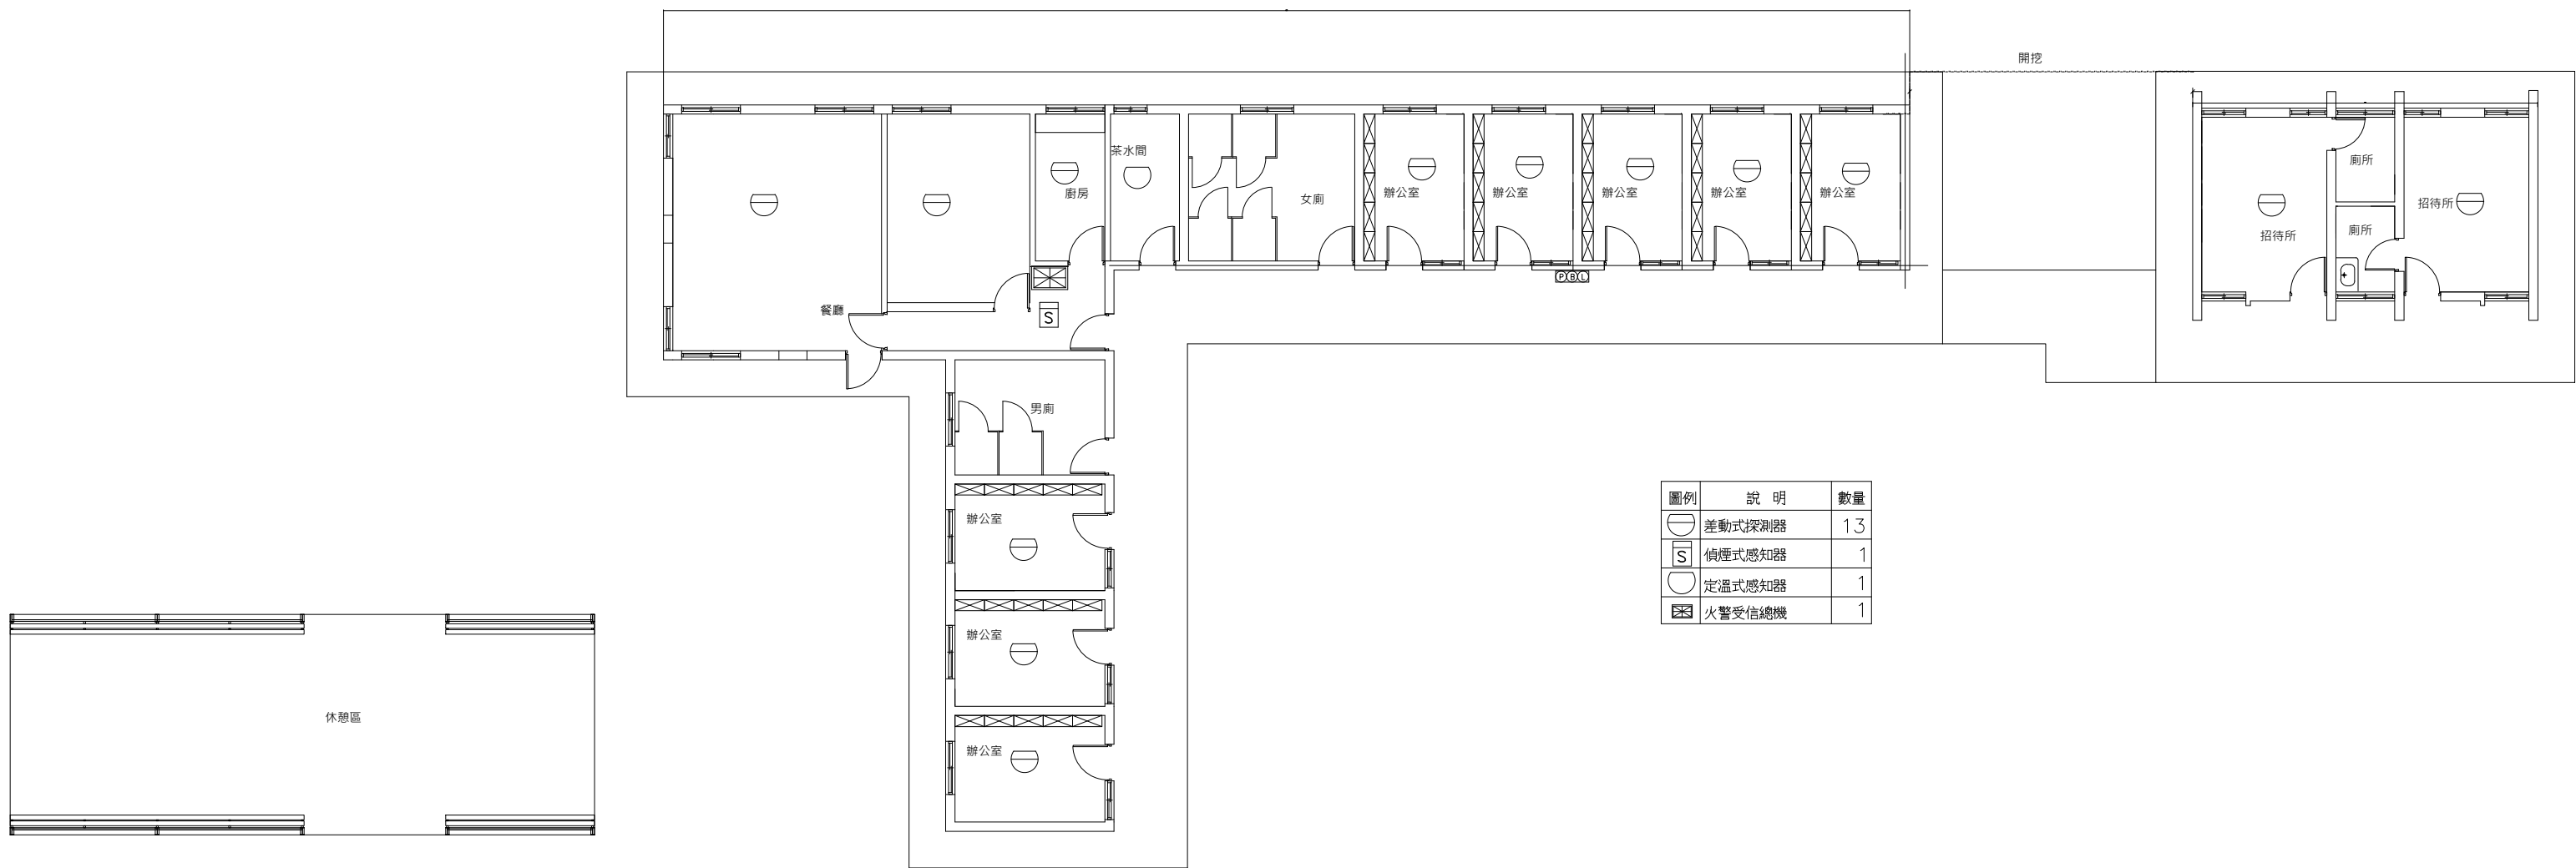 開挖
茶水間
廚房
女廁
辦公室
辦公室
辦公室
辦公室
辦公室
廁所
廁所
招待所
招待所
P B L
餐廳
S
男廁
辦公室
辦公室
辦公室
休憩區
圖例 說 明 數量
差動式探測器 13
S 偵煙式感知器 1
定溫式感知器 1
火警受信總機 1